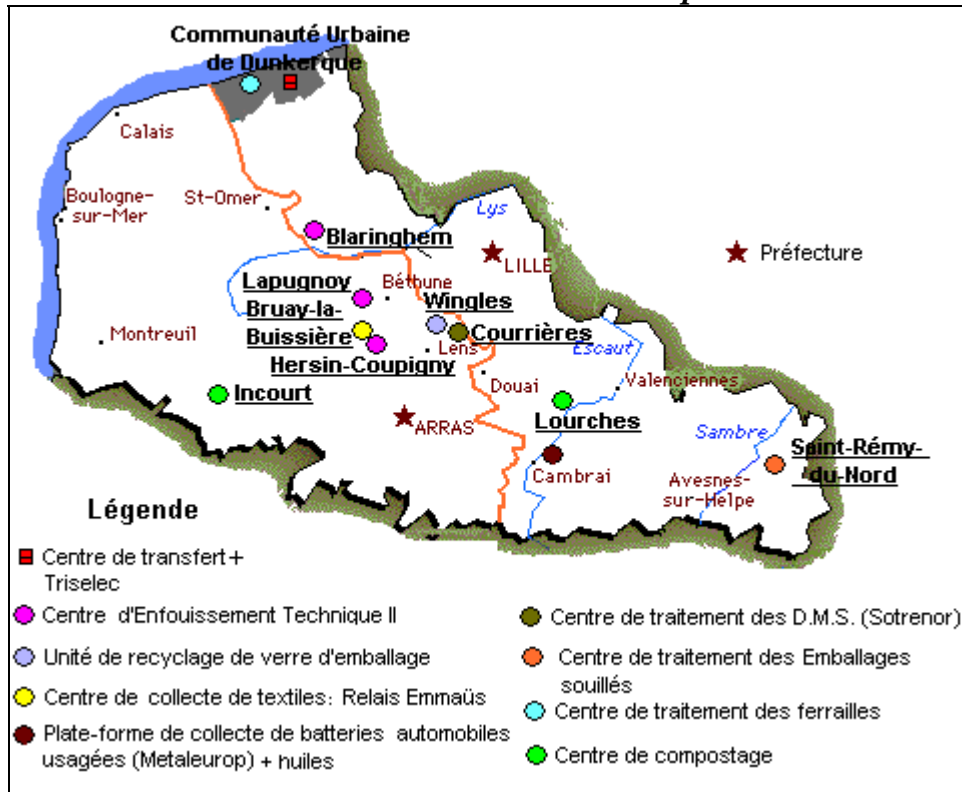 Communauté Urbaine
de Dunkerque
Calais
Boulogne-
sur-Mer
St-Omer
Lys
Blaringhem
LILLE
Préfecture
Lapugnoy
Béthune
Bruay-la-
Buissière
Wingles
Courrières
Hersin-Coupigny
Lens
Escaut
Montreuil
Incourt
Douai
Valenciennes
ARRAS
Lourches
Sambre
Saint-Rémy-
du-Nord
Cambrai
Avesnes-
sur-Helpe
Légende
Centre de transfert +
Triselec
Centre d'Enfouissement Technique II
Unité de recyclage de verre d'emballage
Centre de collecte de textiles: Relais Emmaüs
Plate-forme de collecte de batteries automobiles
usagées (Metaleurop) + huiles
Centre de traitement des D.M.S. (Sotrenor)
Centre de traitement des Emballages
souillés
Centre de traitement des ferrailles
Centre de compostage